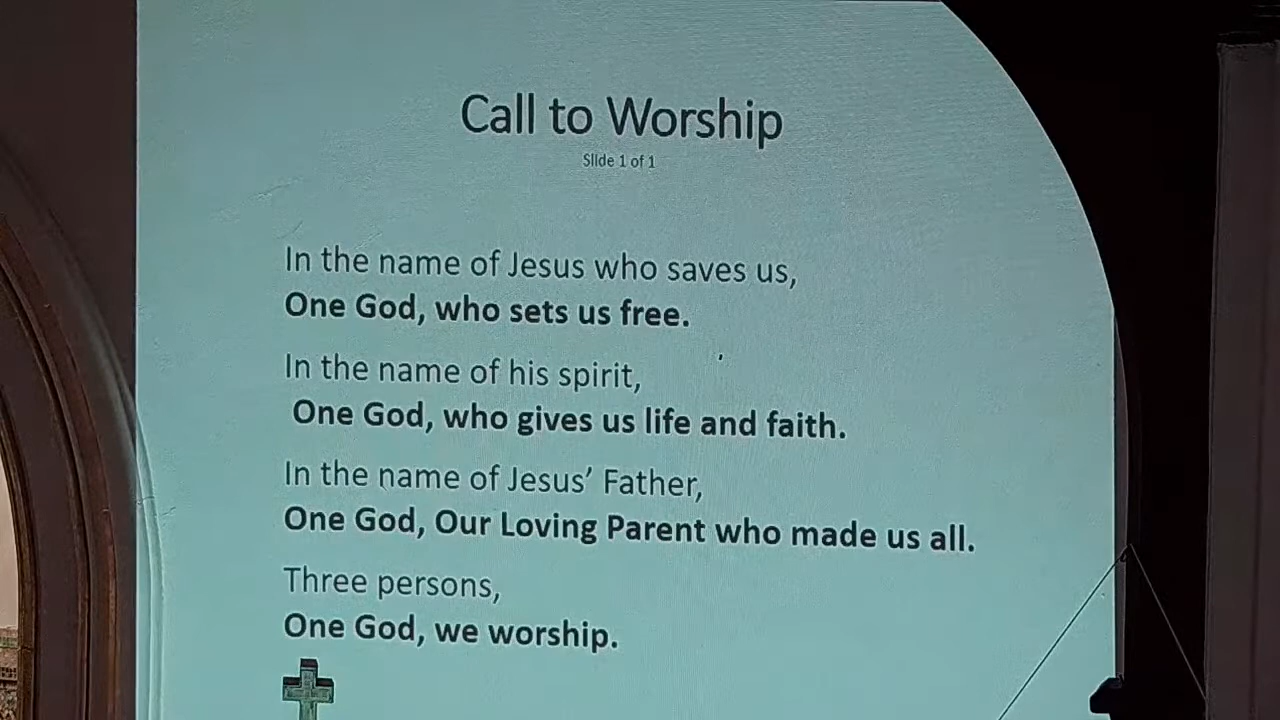 Call to Worship
Slide 1 of 1
In the name of Jesus who saves us,
One God, who sets us free.
In the name of his spirit,
One God, who gives us life and faith.
In the name of Jesus’ Father,
One God, Our Loving Parent who made us all.
Three persons,
One God, we worship.